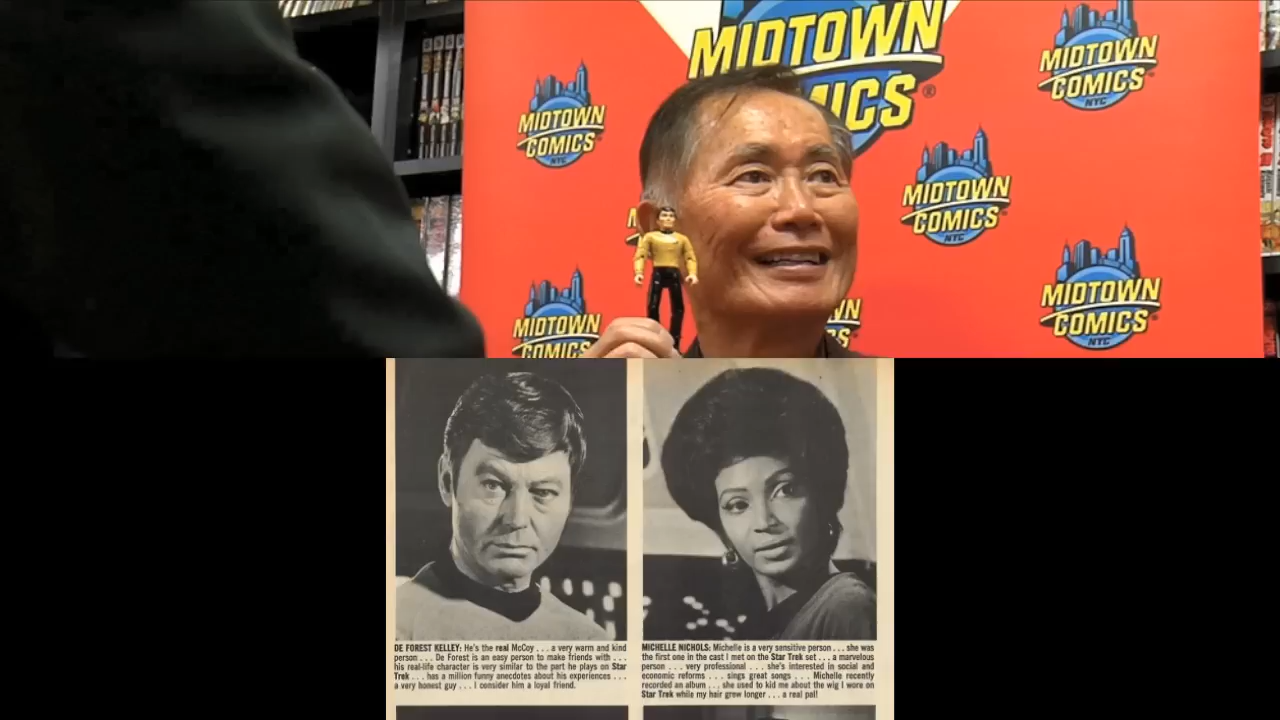 MIDTOWN
COMICS
NYC
MIDTOWN
MICS
®
MIDTOWN
COMICS
NYC
MIDTOWN
COMICS
NYC
MIDTOWN
COMICS
MIDTOWN
COMICS
NYC
DE FOREST KELLEY: He's the real McCoy . . . a very warm and kind
person . . . De Forest is an easy person to make friends with . . .
his real-life character is very similar to the part he plays on Star
Trek . . . has a million funny anecdotes about his experiences . . .
a very honest guy . . . I consider him a loyal friend.
MICHELLE NICHOLS: Michelle is a very sensitive person . . . she was
the first one in the cast I met on the Star Trek set . . . a marvelous
person . . . very professional . . . she's interested in social and
economic reforms . . . sings great songs . . . Michelle recently
recorded an album . . . she used to kid me about the wig I wore on
Star Trek while my hair grew longer . . . a real pal!